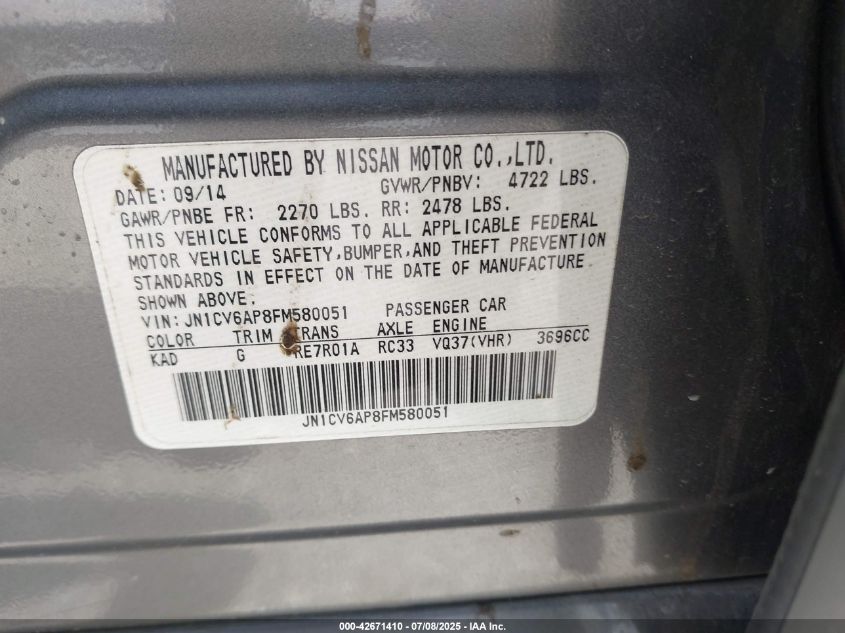 MANUFACTURED BY NISSAN MOTOR CO.,LTD.
DATE: 09/14 GVWR/PNBV: 4722 LBS.
GAWR/PNBE FR: 2270 LBS. RR: 2478 LBS.
THIS VEHICLE CONFORMS TO ALL APPLICABLE FEDERAL
MOTOR VEHICLE SAFETY,BUMPER,AND THEFT PREVENTION
STANDARDS IN EFFECT ON THE DATE OF MANUFACTURE
SHOWN ABOVE.
VIN: JN1CV6AP8FM580051 PASSENGER CAR
COLOR TRIM TRANS AXLE ENGINE
KAD G RE7R01A RC33 VQ37(VHR) 3696CC
JN1CV6AP8FM580051
000-42671410 - 07/08/2025 - IAA Inc.